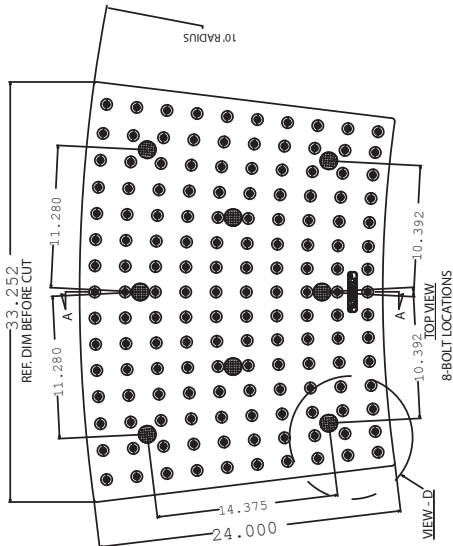 10' RADIUS
33.252
REF. DIM BEFORE CUT
11.280
11.280
A
A
10.392
10.392
TOP VIEW
8-BOLT LOCATIONS
14.375
24.000
VIEW - D